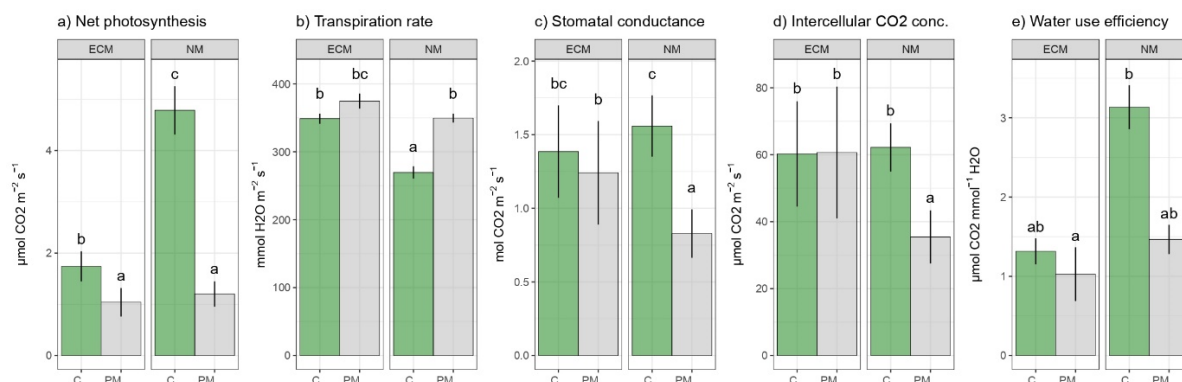 a) Net photosynthesis
b) Transpiration rate
c) Stomatal conductance
d) Intercellular CO2 conc.
e) Water use efficiency
ECM NM
ECM NM
ECM NM
ECM NM
ECM NM
µmol CO2 m⁻² s⁻¹
0
2
4
b
a
c
a
C PM C PM
mmol H2O m⁻² s⁻¹
0
100
200
300
400
b
bc
a
b
C PM C PM
mol CO2 m⁻² s⁻¹
0.0
0.5
1.0
1.5
2.0
bc
b
c
a
C PM C PM
µmol CO2 m⁻² s⁻¹
0
20
40
60
80
b
b
b
a
C PM C PM
µmol CO2 mmol⁻¹ H2O
0
1
2
3
ab
a
b
ab
C PM C PM